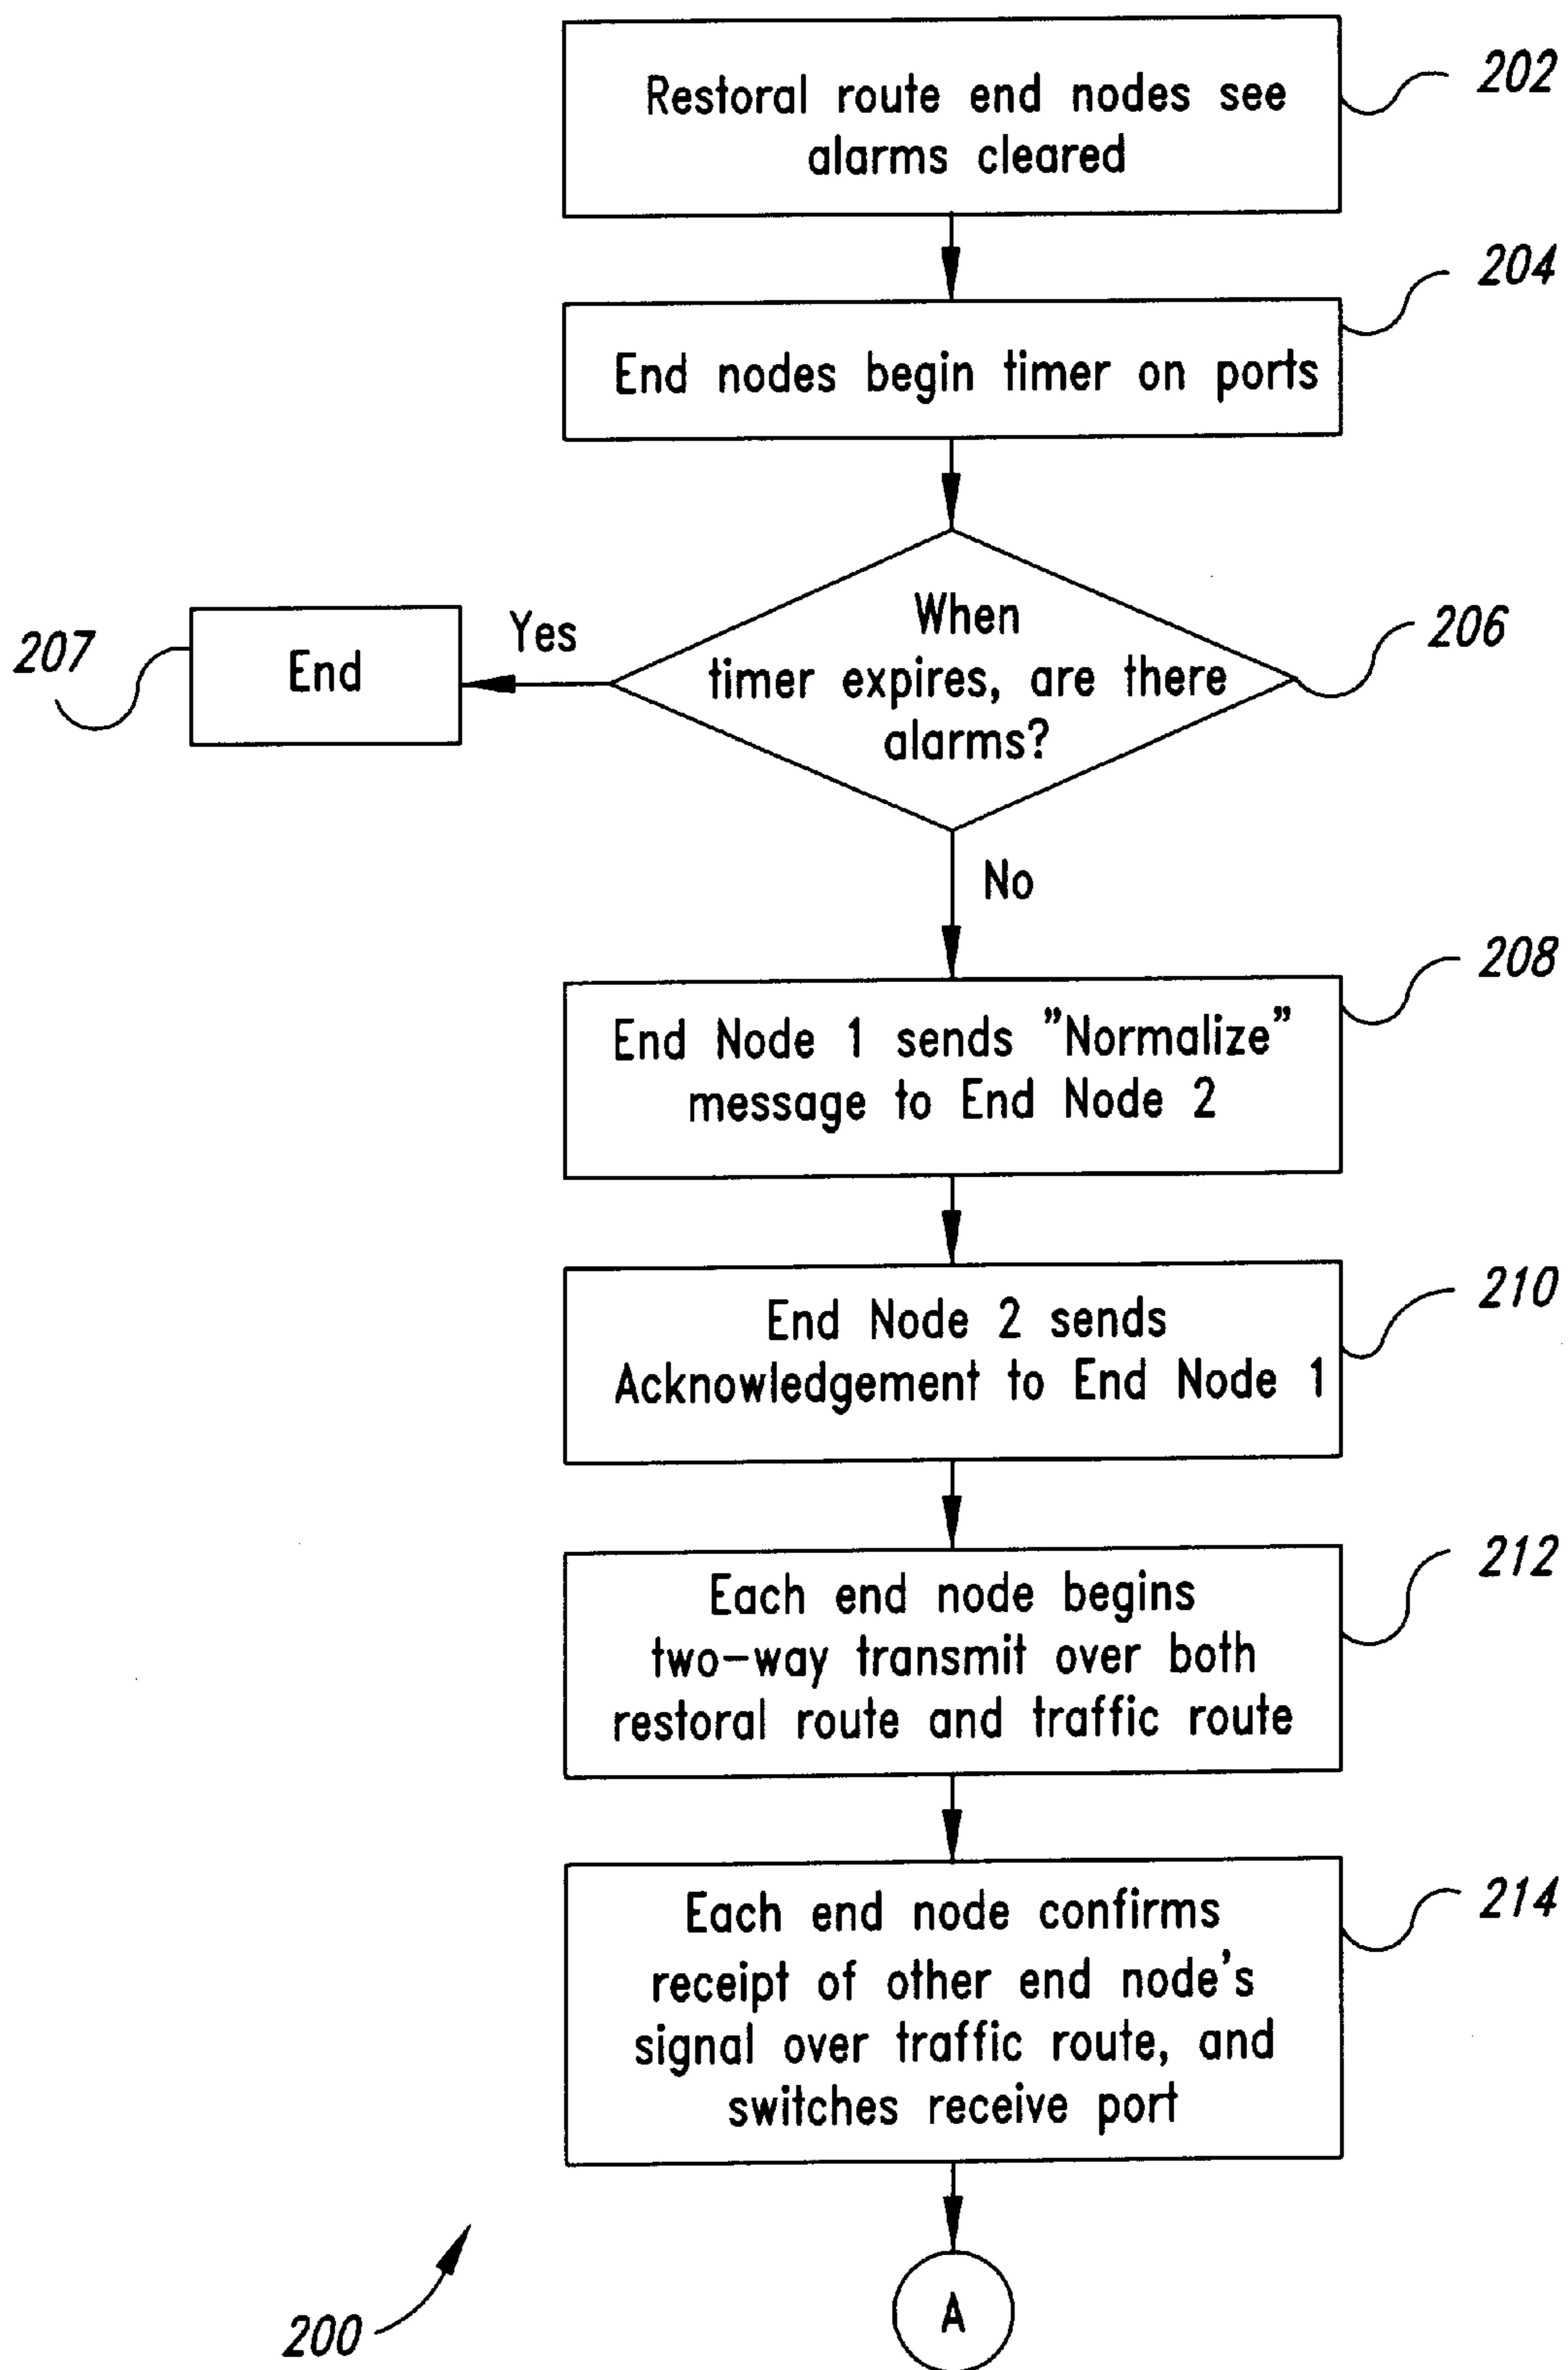 Restoral route end nodes see
alarms cleared
202
End nodes begin timer on ports
204
When
timer expires, are there
alarms?
206
Yes
End
207
No
End Node 1 sends "Normalize"
message to End Node 2
208
End Node 2 sends
Acknowledgement to End Node 1
210
Each end node begins
two-way transmit over both
restoral route and traffic route
212
Each end node confirms
receipt of other end node's
signal over traffic route, and
switches receive port
214
A
200